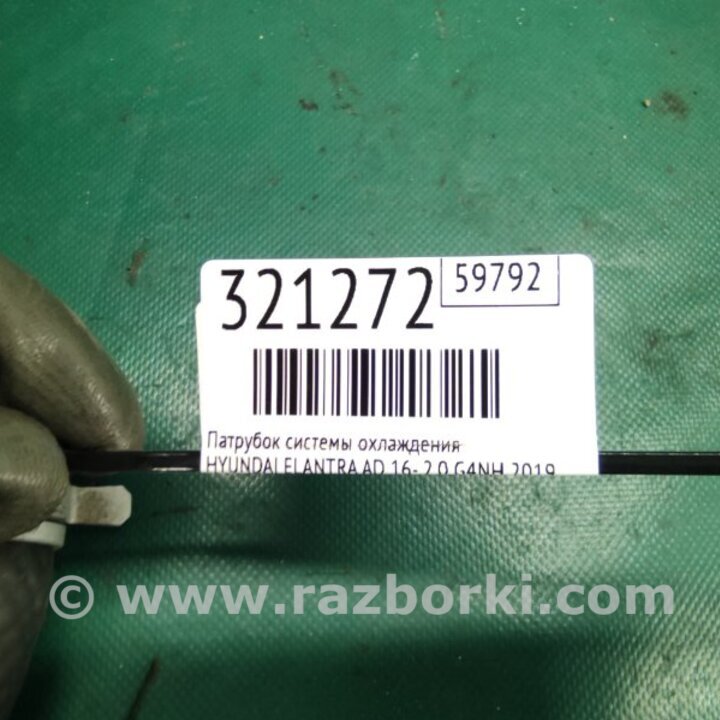 321272
59792
Патрубок системы охлаждения
HYUNDAI ELANTRA AD 16- 2.0 G4NH 2019
© www.razborki.com